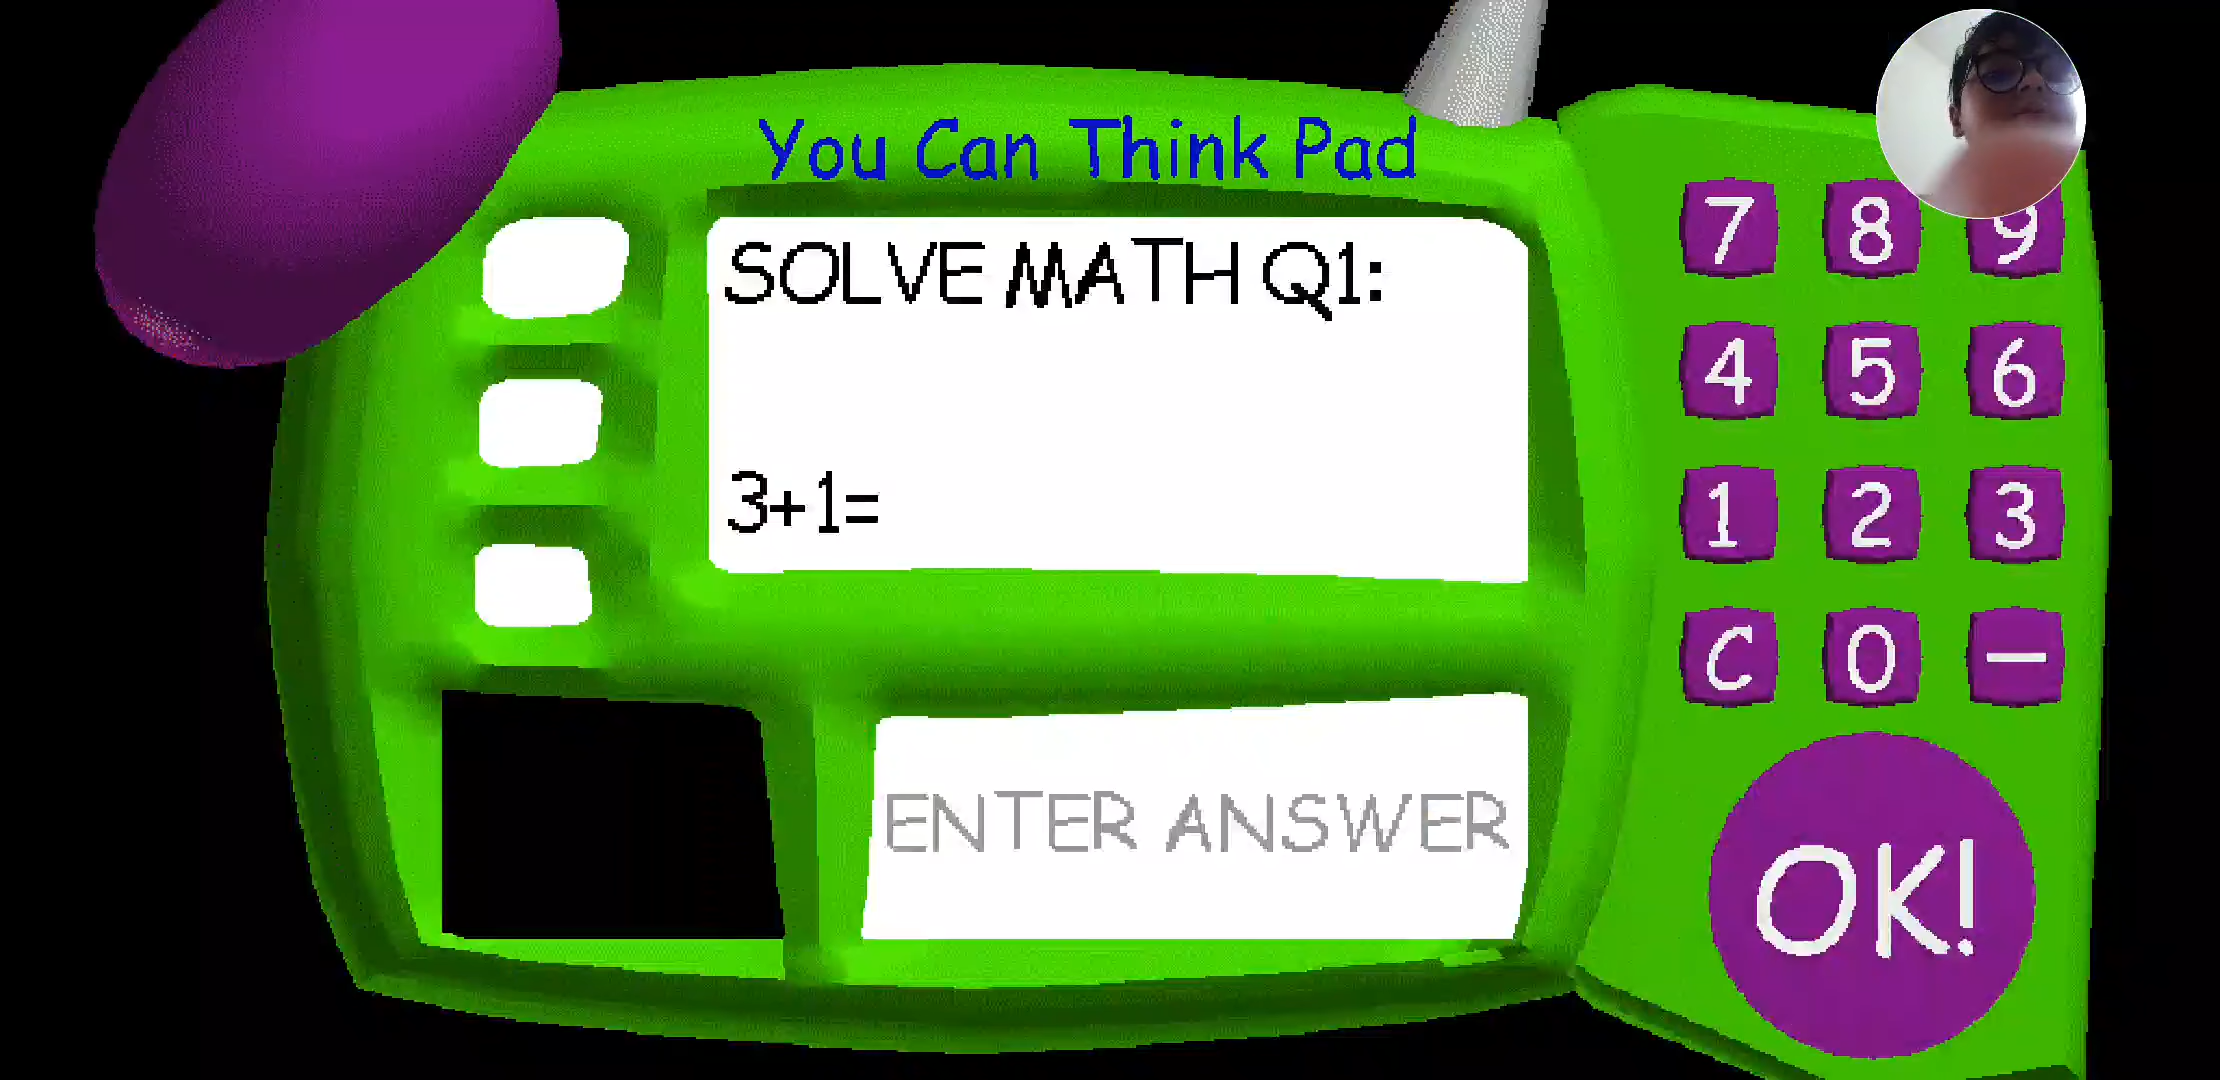 You Can Think Pad
SOLVE MATH Q1:
3+1=
ENTER ANSWER
7 8 9
4 5 6
1 2 3
C 0 –
OK!